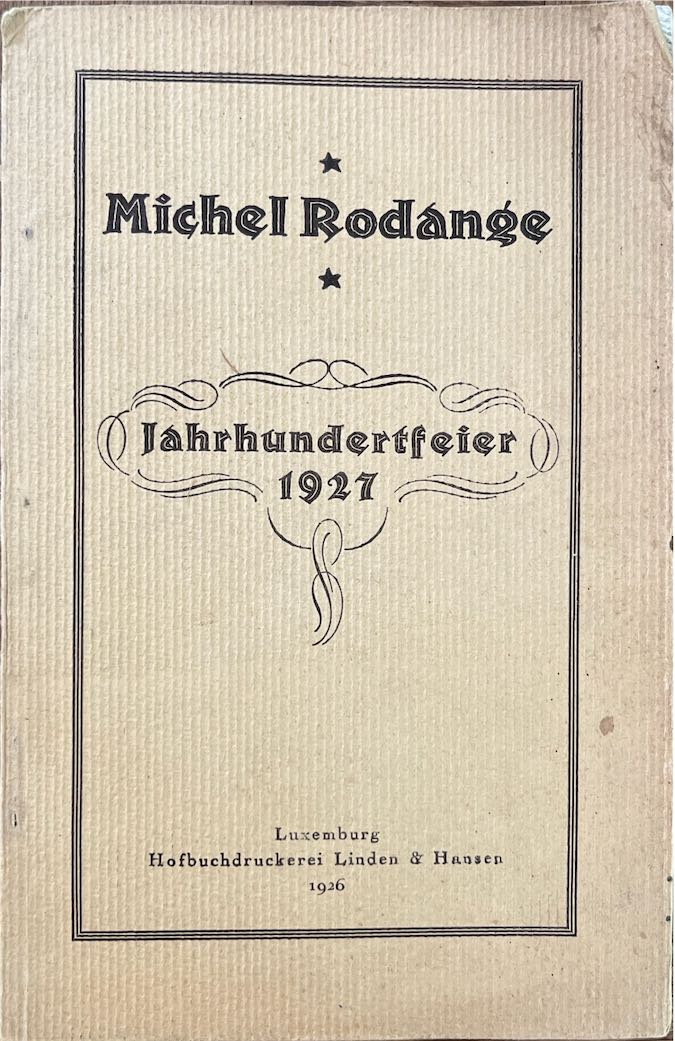 Michel Rodange
Jahrhundertfeier
1927
Luxemburg
Hofbuchdruckerei Linden & Hansen
1926